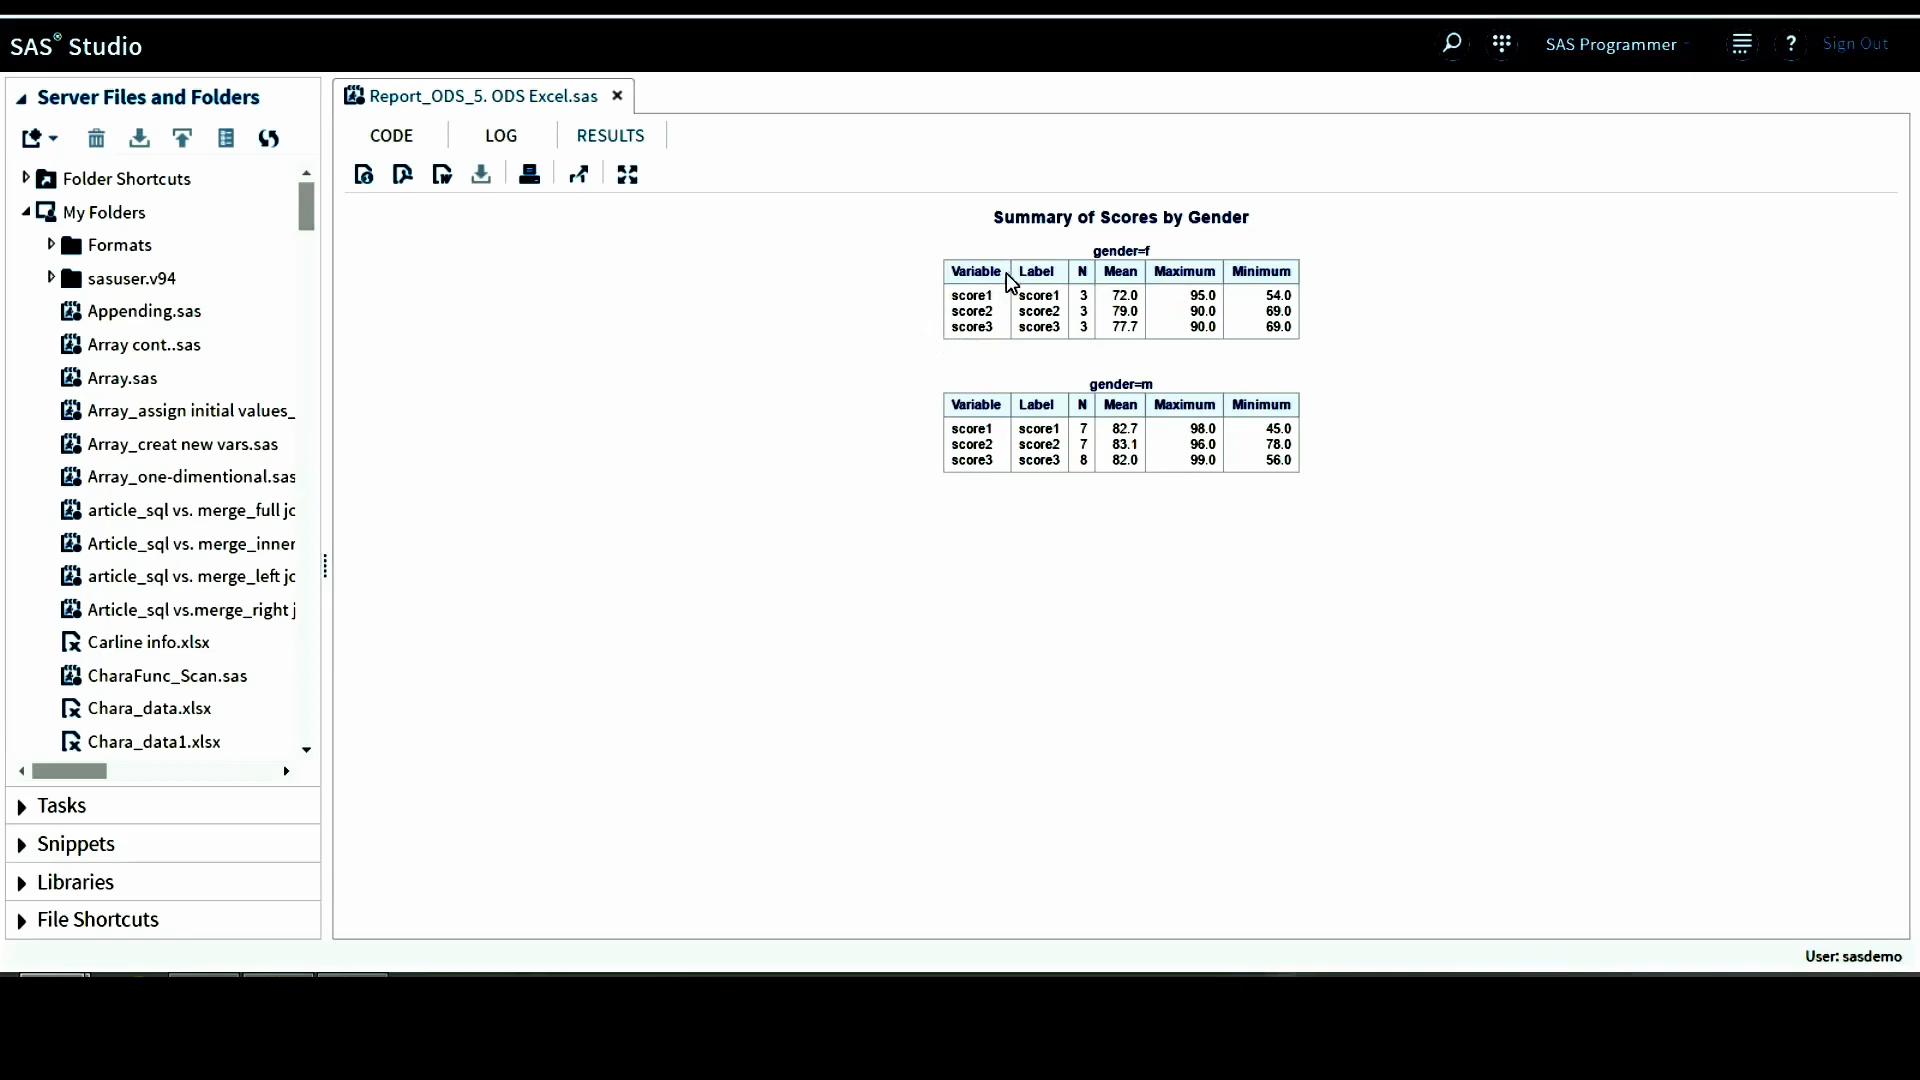 SAS® Studio
SAS Programmer
? Sign Out
Server Files and Folders
Folder Shortcuts
My Folders
Formats
sasuser.v94
Appending.sas
Array cont..sas
Array.sas
Array_assign initial values_
Array_creat new vars.sas
Array_one-dimentional.sas
article_sql vs. merge_full jo
Article_sql vs. merge_inner
article_sql vs. merge_left jo
Article_sql vs.merge_right j
Carline info.xlsx
CharaFunc_Scan.sas
Chara_data.xlsx
Chara_data1.xlsx
Tasks
Snippets
Libraries
File Shortcuts
Report_ODS_5. ODS Excel.sas
CODE LOG RESULTS
Summary of Scores by Gender
gender=f
Variable Label N Mean Maximum Minimum
score1 score1 3 72.0 95.0 54.0
score2 score2 3 79.0 90.0 69.0
score3 score3 3 77.7 90.0 69.0
gender=m
Variable Label N Mean Maximum Minimum
score1 score1 7 82.7 98.0 45.0
score2 score2 7 83.1 96.0 78.0
score3 score3 8 82.0 99.0 56.0
User: sasdemo